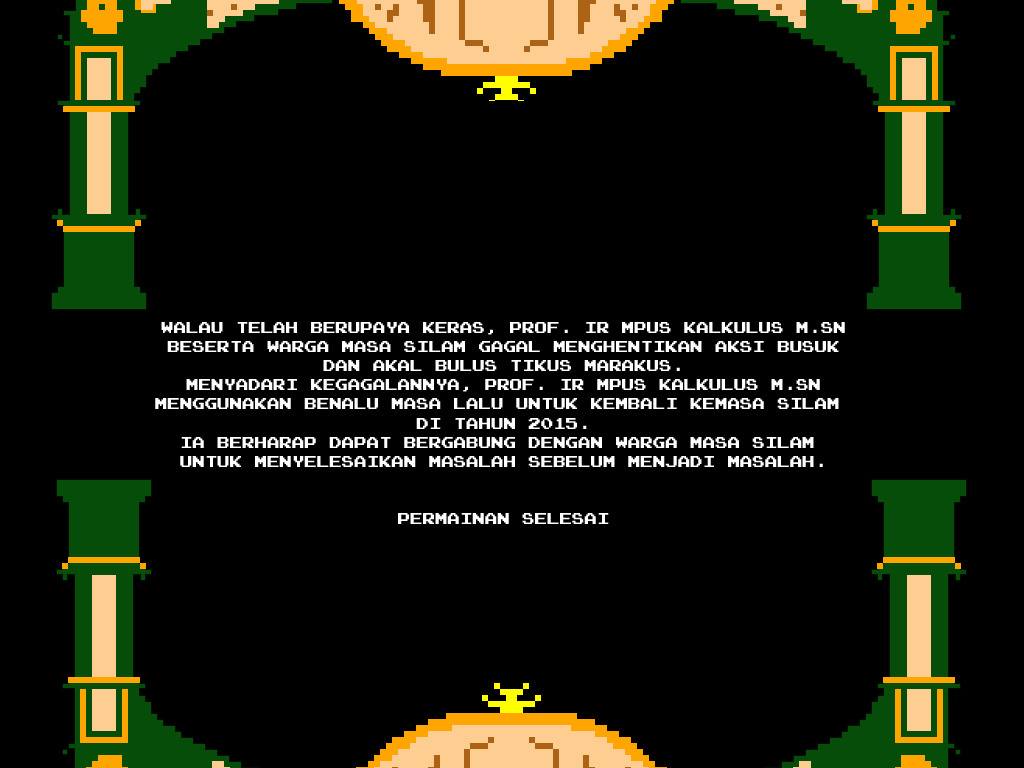 WALAU TELAH BERUPAYA KERAS, PROF. IR MPUS KALKULUS M.SN
BESERTA WARGA MASA SILAM GAGAL MENGHENTIKAN AKSI BUSUK
DAN AKAL BULUS TIKUS MARAKUS.
MENYADARI KEGAGALANNYA, PROF. IR MPUS KALKULUS M.SN
MENGGUNAKAN BENALU MASA LALU UNTUK KEMBALI KEMASA SILAM
DI TAHUN 2015.
IA BERHARAP DAPAT BERGABUNG DENGAN WARGA MASA SILAM
UNTUK MENYELESAIKAN MASALAH SEBELUM MENJADI MASALAH.
PERMAINAN SELESAI